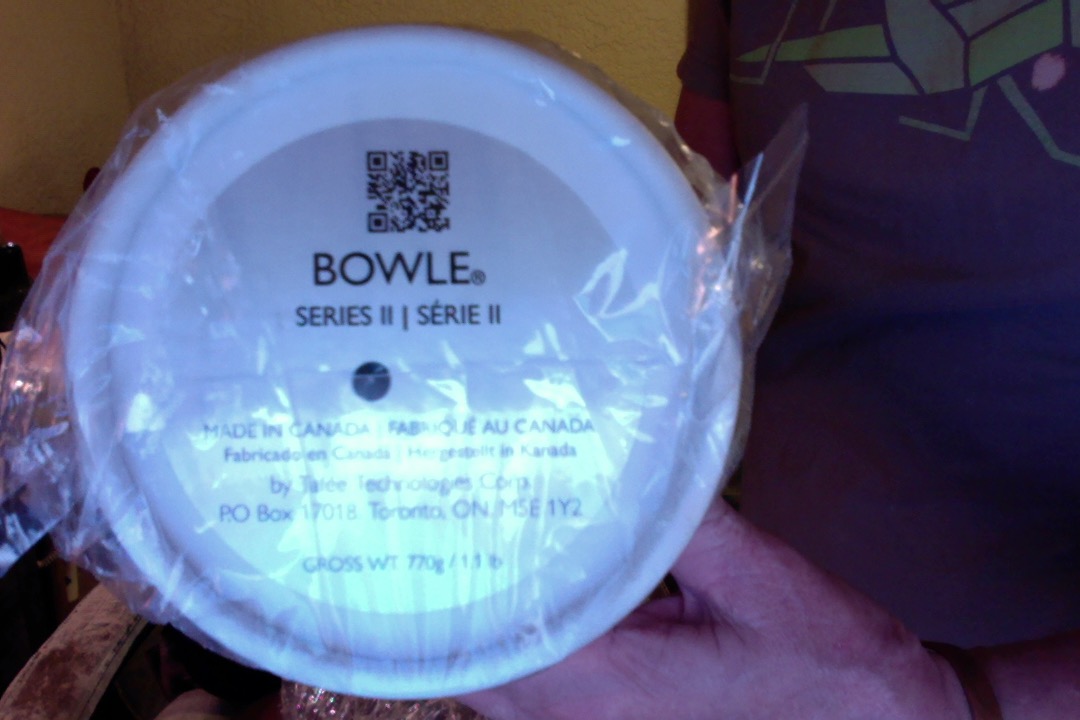 BOWLE®
SERIES II | SÉRIE II
MADE IN CANADA | FABRIQUÉ AU CANADA
Fabricado en Canada | Hergestellt in Kanada
by Talée Technologies Corp.
P.O Box 17018 Toronto, ON. M5E 1Y2
GROSS WT 770g / 1.1 lb